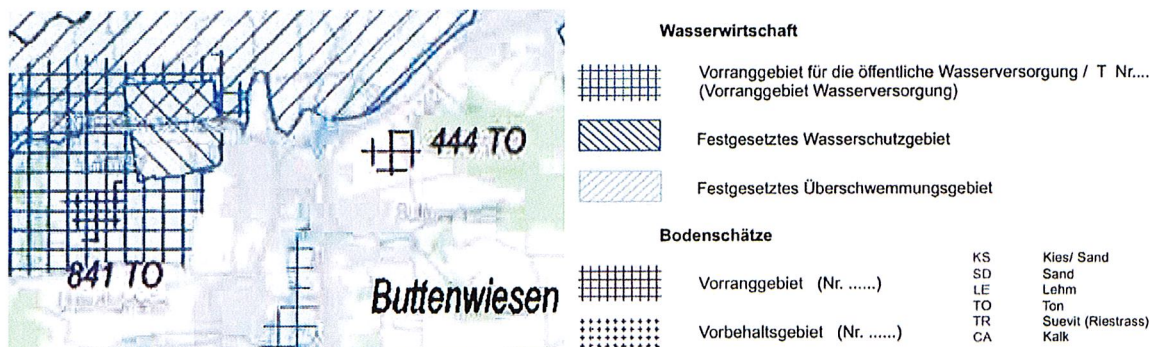 444 TO
841 TO
Buttenwiesen
Wasserwirtschaft
Vorranggebiet für die öffentliche Wasserversorgung / T Nr....
(Vorranggebiet Wasserversorgung)
Festgesetztes Wasserschutzgebiet
Festgesetztes Überschwemmungsgebiet
Bodenschätze
Vorranggebiet (Nr. ......)
Vorbehaltsgebiet (Nr. ......)
KS Kies/ Sand
SD Sand
LE Lehm
TO Ton
TR Suevit (Riestrass)
CA Kalk